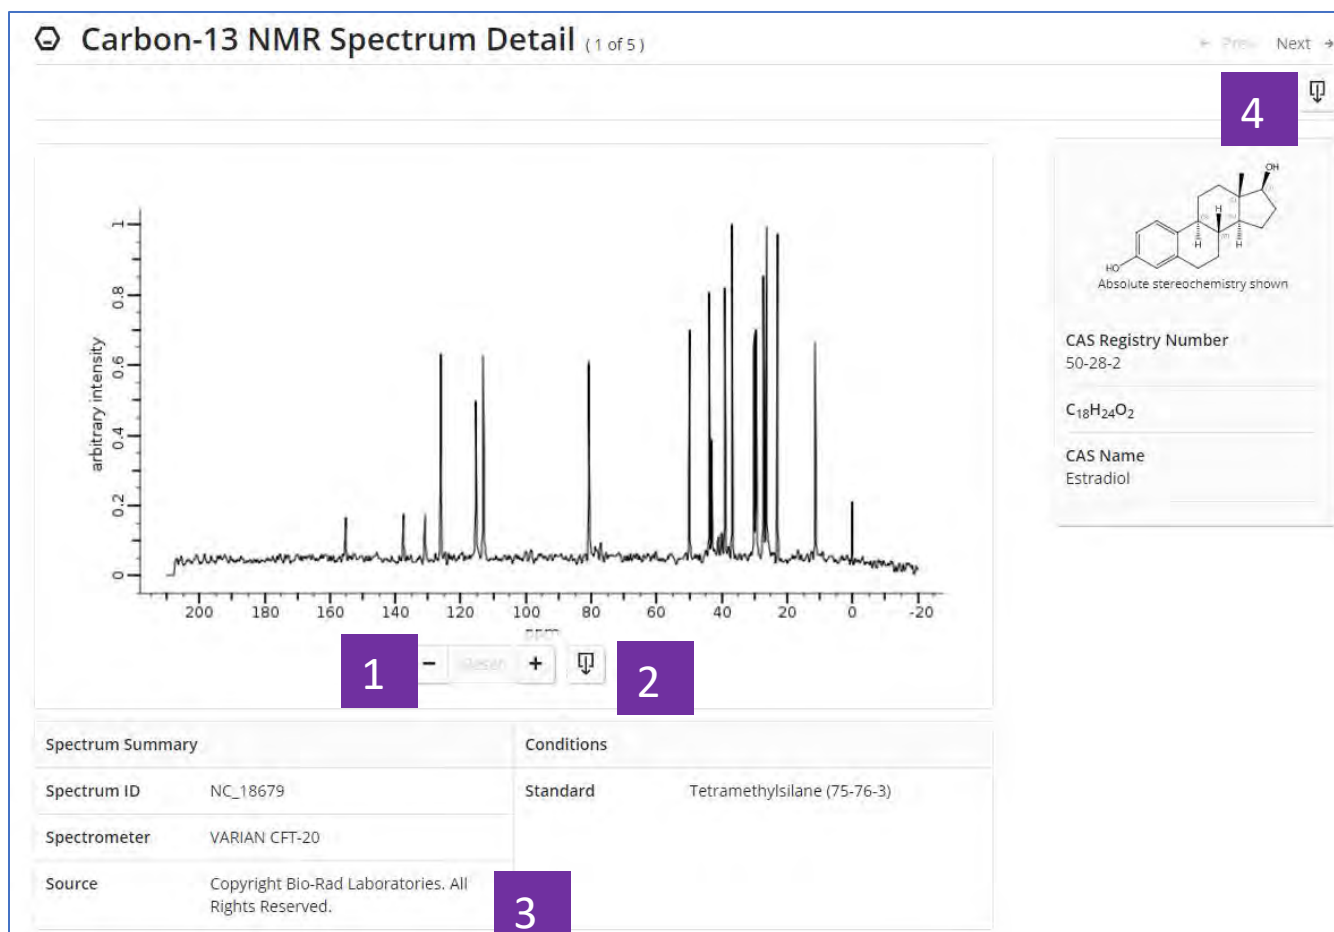 Carbon-13 NMR Spectrum Detail ( 1 of 5 )
← Prev Next →
4
OH
H
H H
HO
Absolute stereochemistry shown
CAS Registry Number
50-28-2
C18H24O2
CAS Name
Estradiol
arbitrary intensity
1
0.8
0.6
0.4
0.2
0
200 180 160 140 120 100 80 60 40 20 0 -20
ppm
1 − Reset + 2
Spectrum Summary
Spectrum ID NC_18679
Spectrometer VARIAN CFT-20
Source Copyright Bio-Rad Laboratories. All
Rights Reserved.
3
Conditions
Standard Tetramethylsilane (75-76-3)